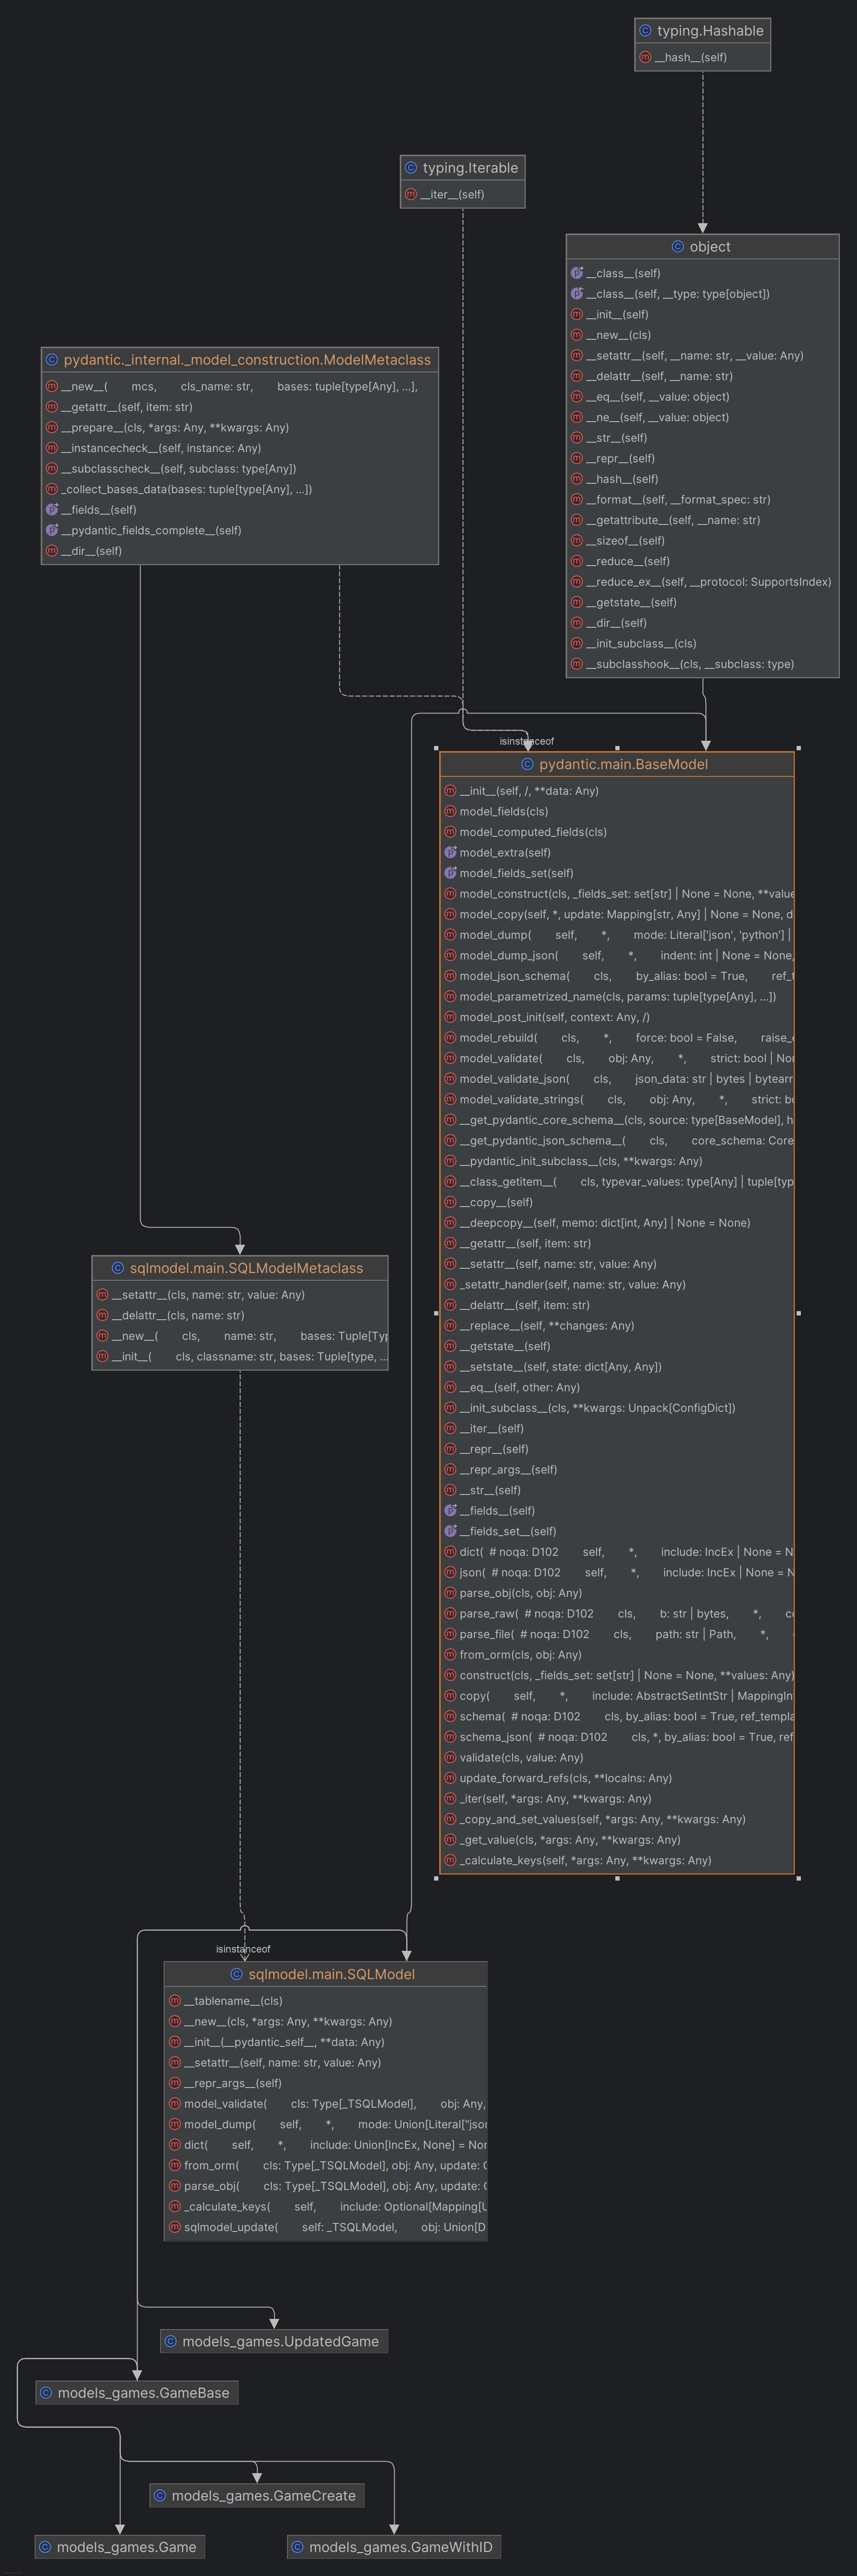 typing.Hashable
__hash__(self)
typing.Iterable
__iter__(self)
object
__class__(self)
__class__(self, __type: type[object])
__init__(self)
__new__(cls)
__setattr__(self, __name: str, __value: Any)
__delattr__(self, __name: str)
__eq__(self, __value: object)
__ne__(self, __value: object)
__str__(self)
__repr__(self)
__hash__(self)
__format__(self, __format_spec: str)
__getattribute__(self, __name: str)
__sizeof__(self)
__reduce__(self)
__reduce_ex__(self, __protocol: SupportsIndex)
__getstate__(self)
__dir__(self)
__init_subclass__(cls)
__subclasshook__(cls, __subclass: type)
pydantic._internal._model_construction.ModelMetaclass
__new__( mcs, cls_name: str, bases: tuple[type[Any], ...],
__getattr__(self, item: str)
__prepare__(cls, *args: Any, **kwargs: Any)
__instancecheck__(self, instance: Any)
__subclasscheck__(self, subclass: type[Any])
_collect_bases_data(bases: tuple[type[Any], ...])
__fields__(self)
__pydantic_fields_complete__(self)
__dir__(self)
isinstanceof
pydantic.main.BaseModel
__init__(self, /, **data: Any)
model_fields(cls)
model_computed_fields(cls)
model_extra(self)
model_fields_set(self)
model_construct(cls, _fields_set: set[str] | None = None, **value
model_copy(self, *, update: Mapping[str, Any] | None = None, d
model_dump( self, *, mode: Literal['json', 'python'] |
model_dump_json( self, *, indent: int | None = None,
model_json_schema( cls, by_alias: bool = True, ref_t
model_parametrized_name(cls, params: tuple[type[Any], ...])
model_post_init(self, context: Any, /)
model_rebuild( cls, *, force: bool = False, raise_e
model_validate( cls, obj: Any, *, strict: bool | Non
model_validate_json( cls, json_data: str | bytes | bytearr
model_validate_strings( cls, obj: Any, *, strict: bo
__get_pydantic_core_schema__(cls, source: type[BaseModel], h
__get_pydantic_json_schema__( cls, core_schema: Core
__pydantic_init_subclass__(cls, **kwargs: Any)
__class_getitem__( cls, typevar_values: type[Any] | tuple[typ
__copy__(self)
__deepcopy__(self, memo: dict[int, Any] | None = None)
__getattr__(self, item: str)
__setattr__(self, name: str, value: Any)
_setattr_handler(self, name: str, value: Any)
__delattr__(self, item: str)
__replace__(self, **changes: Any)
__getstate__(self)
__setstate__(self, state: dict[Any, Any])
__eq__(self, other: Any)
__init_subclass__(cls, **kwargs: Unpack[ConfigDict])
__iter__(self)
__repr__(self)
__repr_args__(self)
__str__(self)
__fields__(self)
__fields_set__(self)
dict( # noqa: D102 self, *, include: IncEx | None = N
json( # noqa: D102 self, *, include: IncEx | None = N
parse_obj(cls, obj: Any)
parse_raw( # noqa: D102 cls, b: str | bytes, *, co
parse_file( # noqa: D102 cls, path: str | Path, *,
from_orm(cls, obj: Any)
construct(cls, _fields_set: set[str] | None = None, **values: Any)
copy( self, *, include: AbstractSetIntStr | MappingInt
schema( # noqa: D102 cls, by_alias: bool = True, ref_templa
schema_json( # noqa: D102 cls, *, by_alias: bool = True, ref
validate(cls, value: Any)
update_forward_refs(cls, **localns: Any)
_iter(self, *args: Any, **kwargs: Any)
_copy_and_set_values(self, *args: Any, **kwargs: Any)
_get_value(cls, *args: Any, **kwargs: Any)
_calculate_keys(self, *args: Any, **kwargs: Any)
sqlmodel.main.SQLModelMetaclass
__setattr__(cls, name: str, value: Any)
__delattr__(cls, name: str)
__new__( cls, name: str, bases: Tuple[Typ
__init__( cls, classname: str, bases: Tuple[type, ...
isinstanceof
sqlmodel.main.SQLModel
__tablename__(cls)
__new__(cls, *args: Any, **kwargs: Any)
__init__(__pydantic_self__, **data: Any)
__setattr__(self, name: str, value: Any)
__repr_args__(self)
model_validate( cls: Type[_TSQLModel], obj: Any,
model_dump( self, *, mode: Union[Literal["json
dict( self, *, include: Union[IncEx, None] = Non
from_orm( cls: Type[_TSQLModel], obj: Any, update: O
parse_obj( cls: Type[_TSQLModel], obj: Any, update: O
_calculate_keys( self, include: Optional[Mapping[U
sqlmodel_update( self: _TSQLModel, obj: Union[D
models_games.UpdatedGame
models_games.GameBase
models_games.GameCreate
models_games.Game
models_games.GameWithID